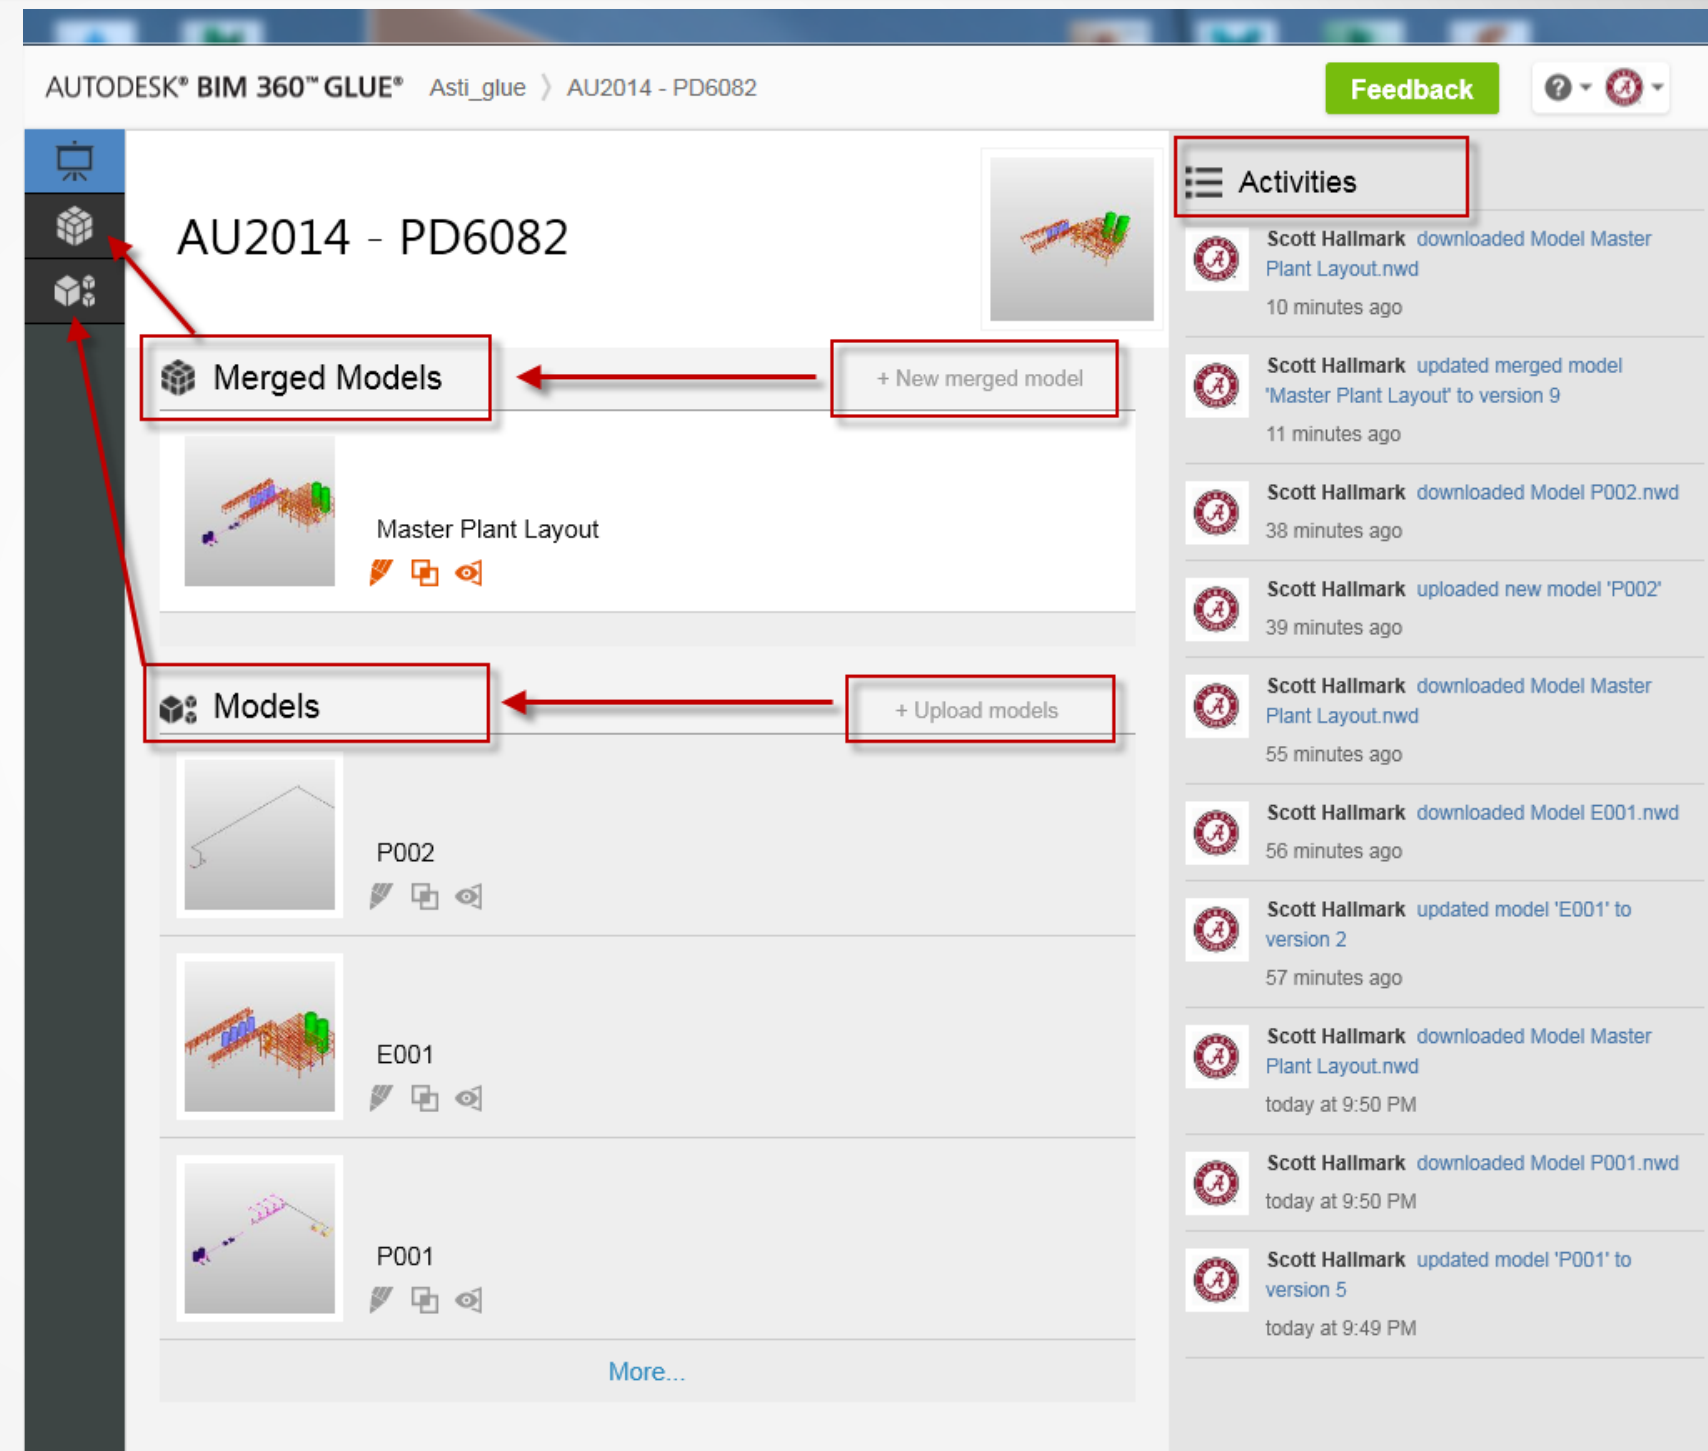 AUTODESK® BIM 360™ GLUE® Asti_glue 〉 AU2014 - PD6082
Feedback
AU2014 - PD6082
Merged Models
+ New merged model
Master Plant Layout
Models
+ Upload models
P002
E001
P001
More...
Activities
Scott Hallmark downloaded Model Master
Plant Layout.nwd
10 minutes ago
Scott Hallmark updated merged model
'Master Plant Layout' to version 9
11 minutes ago
Scott Hallmark downloaded Model P002.nwd
38 minutes ago
Scott Hallmark uploaded new model 'P002'
39 minutes ago
Scott Hallmark downloaded Model Master
Plant Layout.nwd
55 minutes ago
Scott Hallmark downloaded Model E001.nwd
56 minutes ago
Scott Hallmark updated model 'E001' to
version 2
57 minutes ago
Scott Hallmark downloaded Model Master
Plant Layout.nwd
today at 9:50 PM
Scott Hallmark downloaded Model P001.nwd
today at 9:50 PM
Scott Hallmark updated model 'P001' to
version 5
today at 9:49 PM